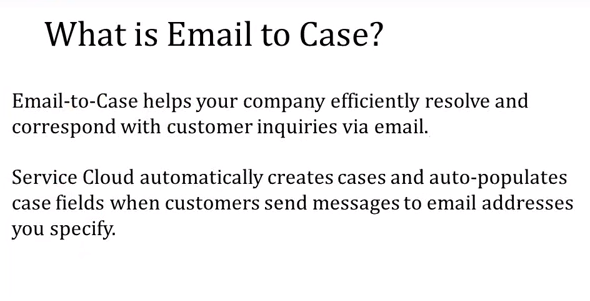 What is Email to Case?
Email-to-Case helps your company efficiently resolve and
correspond with customer inquiries via email.
Service Cloud automatically creates cases and auto-populates
case fields when customers send messages to email addresses
you specify.